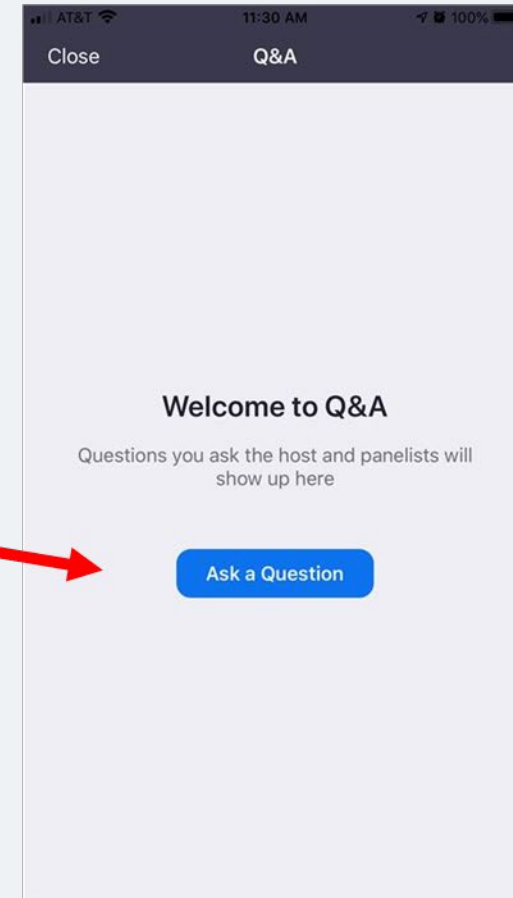 AT&T 11:30 AM 100%
Close Q&A
Welcome to Q&A
Questions you ask the host and panelists will
show up here
Ask a Question